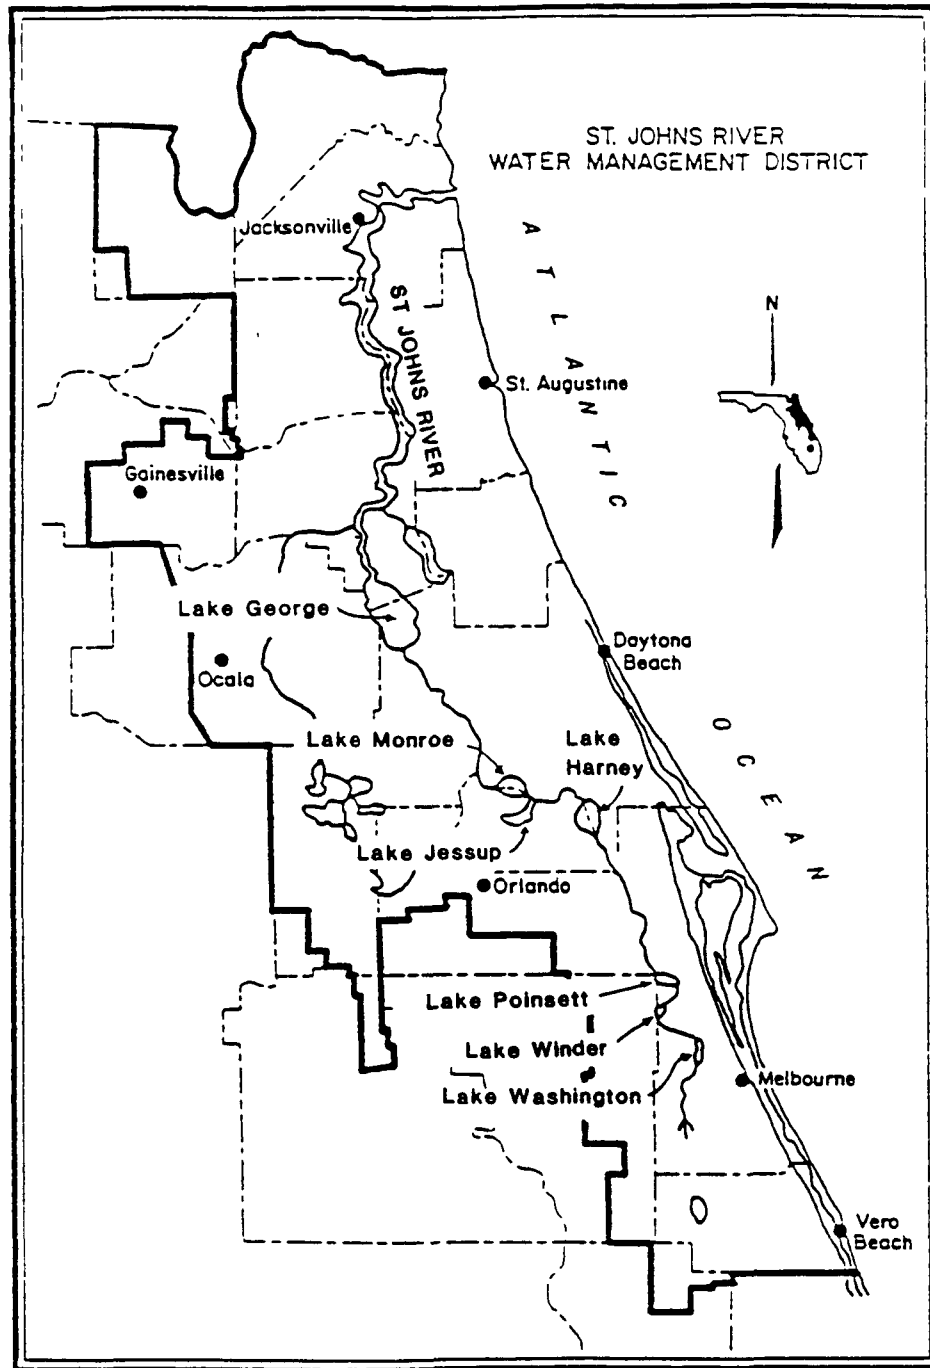 ST. JOHNS RIVER
WATER MANAGEMENT DISTRICT
Jacksonville
ATLANTIC
ST JOHNS RIVER
N
St. Augustine
Gainesville
Lake George
Daytona
Beach
Ocala
OCEAN
Lake Monroe
Lake
Harney
Lake Jessup
Orlando
Lake Poinsett
Lake Winder
Lake Washington
Melbourne
Vero
Beach